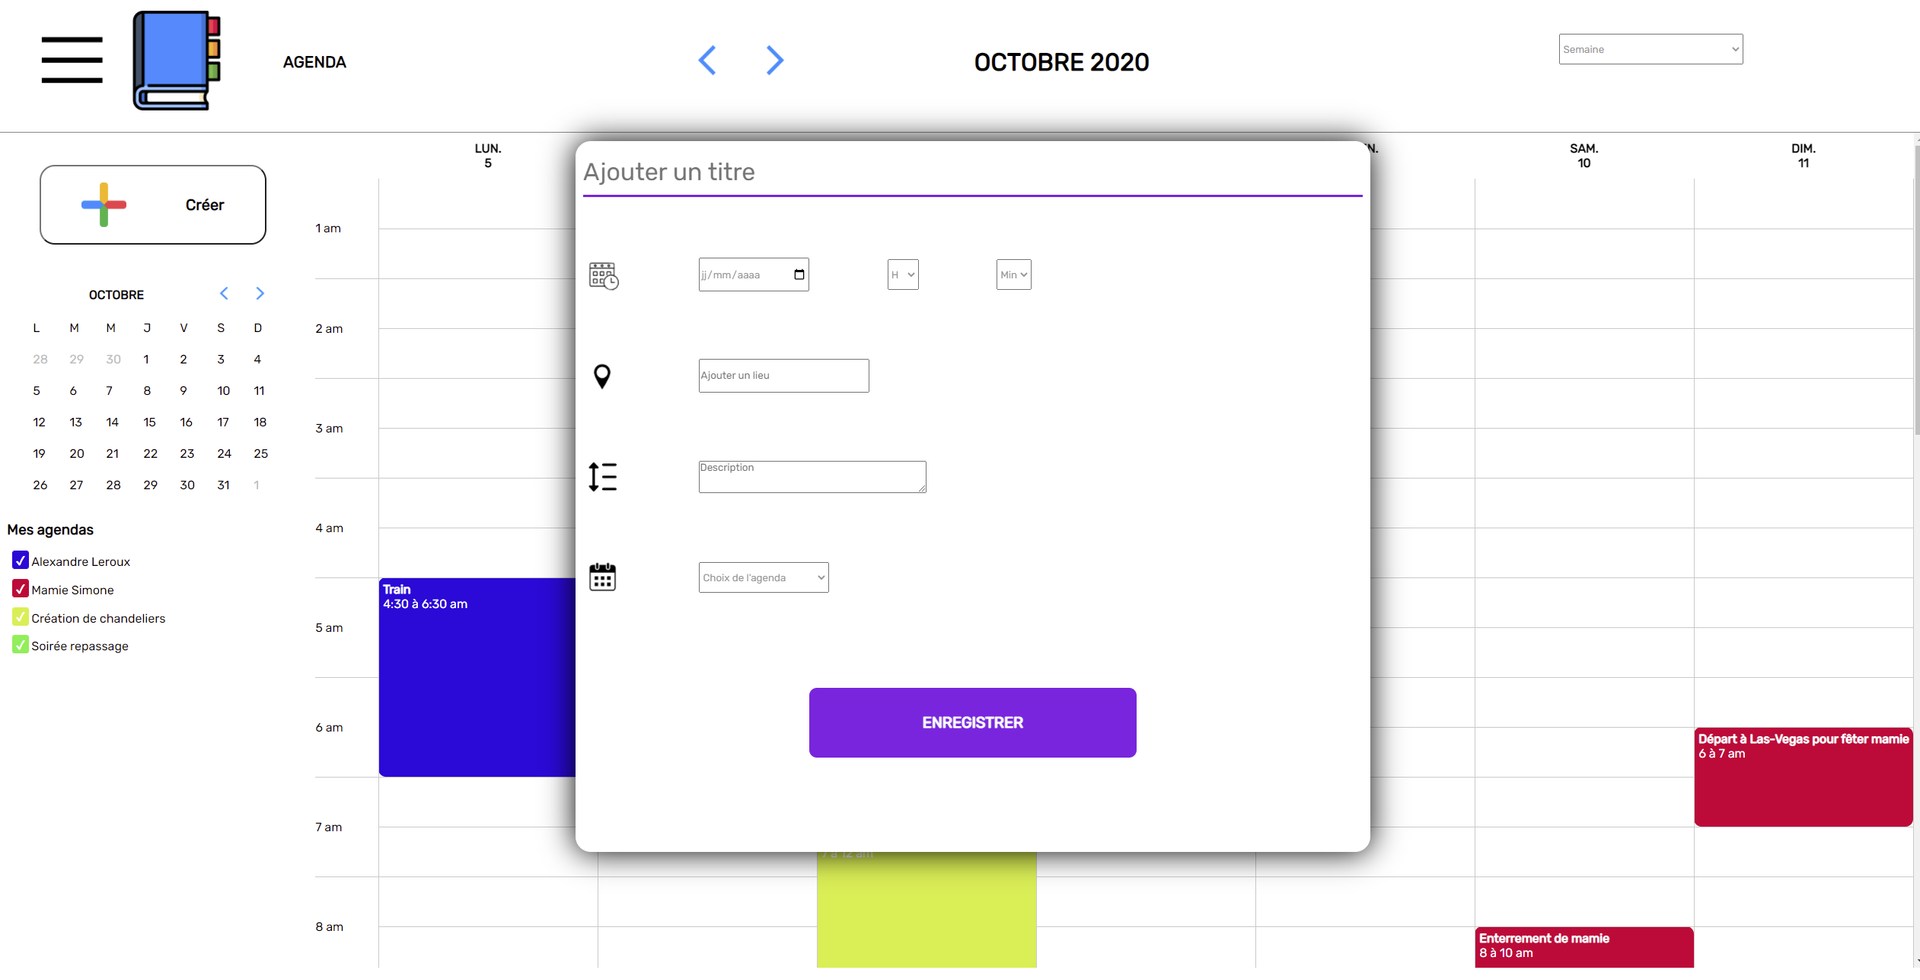 AGENDA
OCTOBRE 2020
Semaine
LUN.
5
N.
SAM.
10
DIM.
11
Créer
OCTOBRE
L M M J V S D
28 29 30 1 2 3 4
5 6 7 8 9 10 11
12 13 14 15 16 17 18
19 20 21 22 23 24 25
26 27 28 29 30 31 1
Mes agendas
Alexandre Leroux
Mamie Simone
Création de chandeliers
Soirée repassage
1 am
2 am
3 am
4 am
5 am
6 am
7 am
8 am
Train
4:30 à 6:30 am
Ajouter un titre
jj/mm/aaaa
H
Min
Ajouter un lieu
Description
Choix de l'agenda
ENREGISTRER
7 à 12 am
Départ à Las-Vegas pour fêter mamie
6 à 7 am
Enterrement de mamie
8 à 10 am